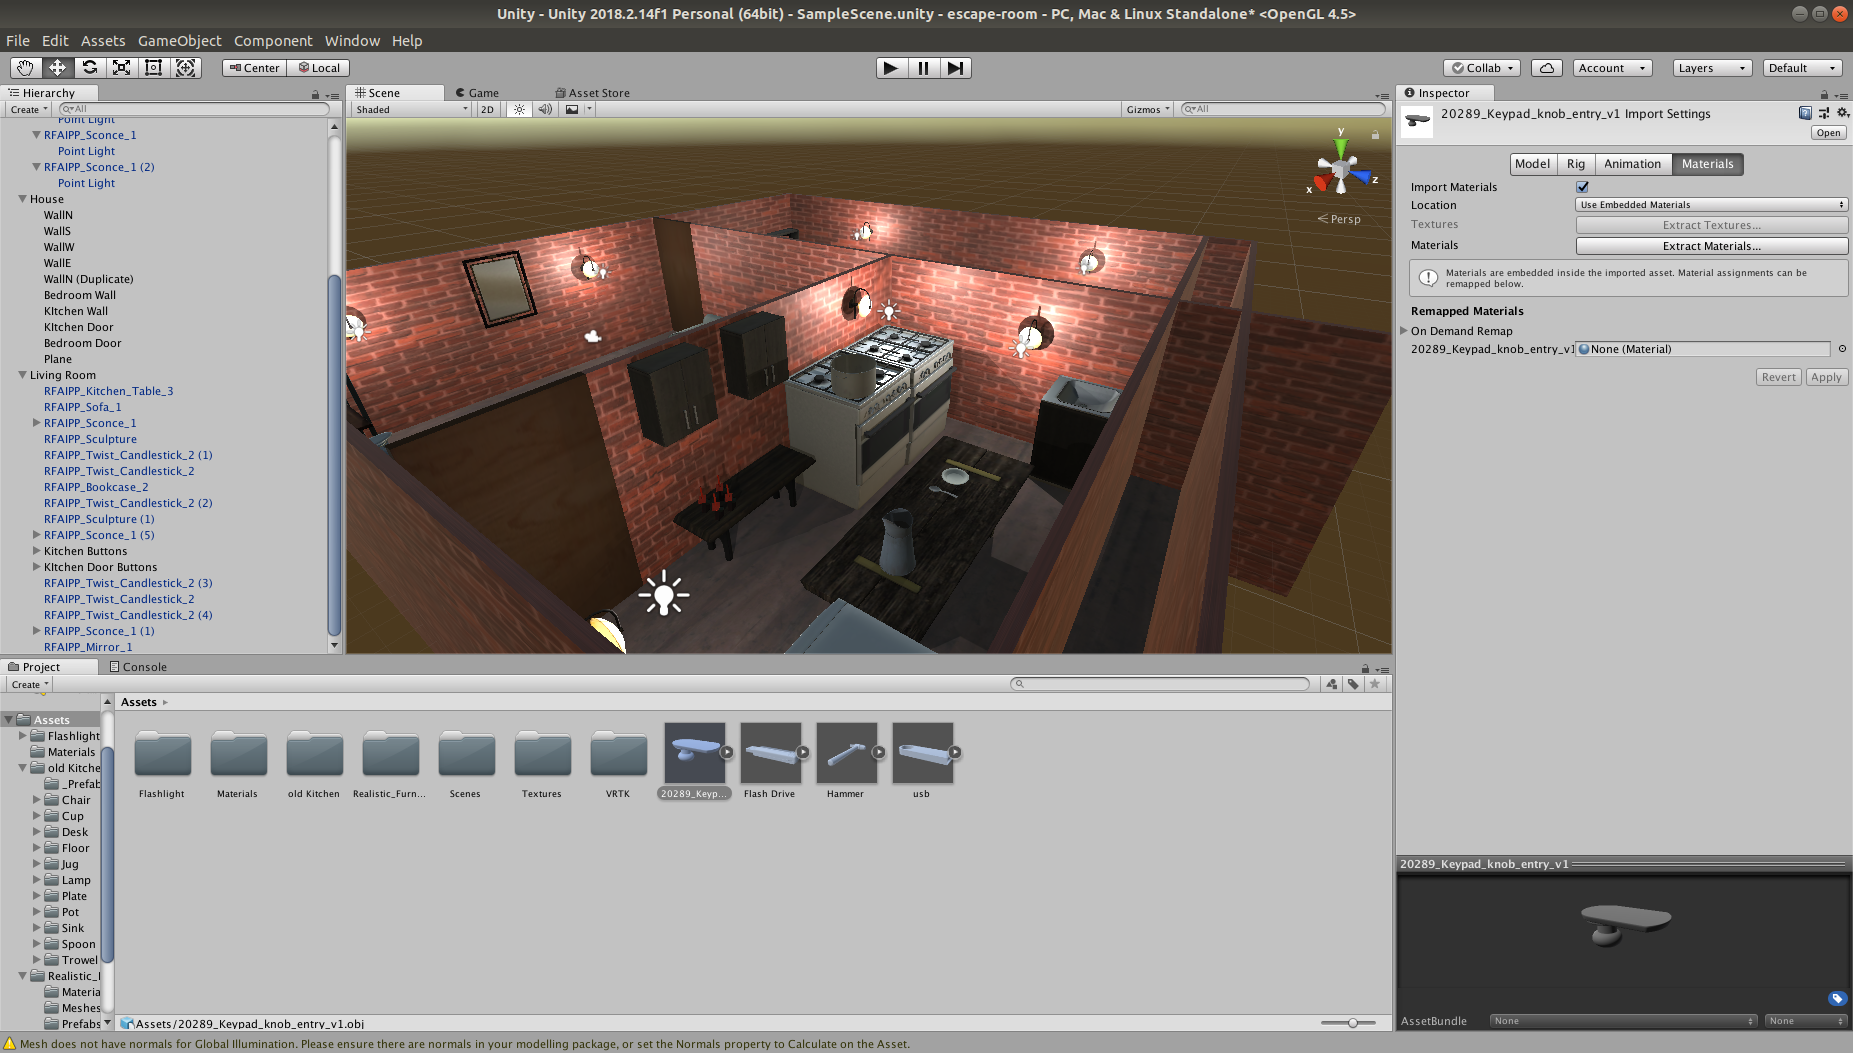 Unity - Unity 2018.2.14f1 Personal (64bit) - SampleScene.unity - escape-room - PC, Mac & Linux Standalone* <OpenGL 4.5>
File Edit Assets GameObject Component Window Help
Center Local
Collab Account Layers Default
Hierarchy
Create All
Point Light
RFAIPP_Sconce_1
Point Light
RFAIPP_Sconce_1 (2)
Point Light
House
WallN
WallS
WallW
WallE
WallN (Duplicate)
Bedroom Wall
KItchen Wall
KItchen Door
Bedroom Door
Plane
Living Room
RFAIPP_Kitchen_Table_3
RFAIPP_Sofa_1
RFAIPP_Sconce_1
RFAIPP_Sculpture
RFAIPP_Twist_Candlestick_2 (1)
RFAIPP_Twist_Candlestick_2
RFAIPP_Bookcase_2
RFAIPP_Twist_Candlestick_2 (2)
RFAIPP_Sculpture (1)
RFAIPP_Sconce_1 (5)
Kitchen Buttons
KItchen Door Buttons
RFAIPP_Twist_Candlestick_2 (3)
RFAIPP_Twist_Candlestick_2
RFAIPP_Twist_Candlestick_2 (4)
RFAIPP_Sconce_1 (1)
RFAIPP_Mirror_1
Scene Game Asset Store
Shaded 2D Gizmos All
y
x z
Persp
Inspector
20289_Keypad_knob_entry_v1 Import Settings
Open
Model Rig Animation Materials
Import Materials
Location Use Embedded Materials
Textures Extract Textures...
Materials Extract Materials...
Materials are embedded inside the imported asset. Material assignments can be
remapped below.
Remapped Materials
On Demand Remap
20289_Keypad_knob_entry_v1 None (Material)
Revert Apply
Project Console
Create
Assets
Flashlight
Materials
old Kitche
_Prefab
Chair
Cup
Desk
Floor
Jug
Lamp
Plate
Pot
Sink
Spoon
Trowel
Realistic_
Materia
Meshes
Prefabs
Assets
Flashlight Materials old Kitchen Realistic_Furn... Scenes Textures VRTK 20289_Keyp... Flash Drive Hammer usb
Assets/20289_Keypad_knob_entry_v1.obj
20289_Keypad_knob_entry_v1
AssetBundle None None
Mesh does not have normals for Global Illumination. Please ensure there are normals in your modelling package, or set the Normals property to Calculate on the Asset.